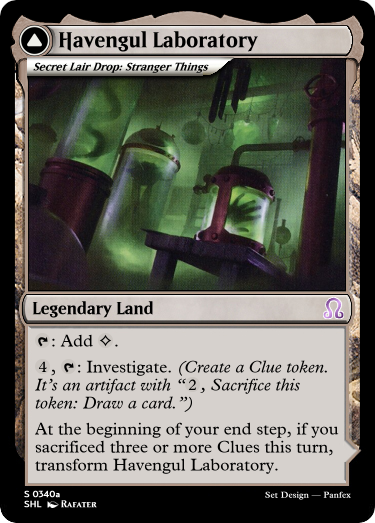 Havengul Laboratory
Secret Lair Drop: Stranger Things
Legendary Land
: Add .
4, : Investigate. (Create a Clue token.
It's an artifact with “2, Sacrifice this
token: Draw a card.”)
At the beginning of your end step, if you
sacrificed three or more Clues this turn,
transform Havengul Laboratory.
S 0340a
SHL Rafater
Set Design — Panfex